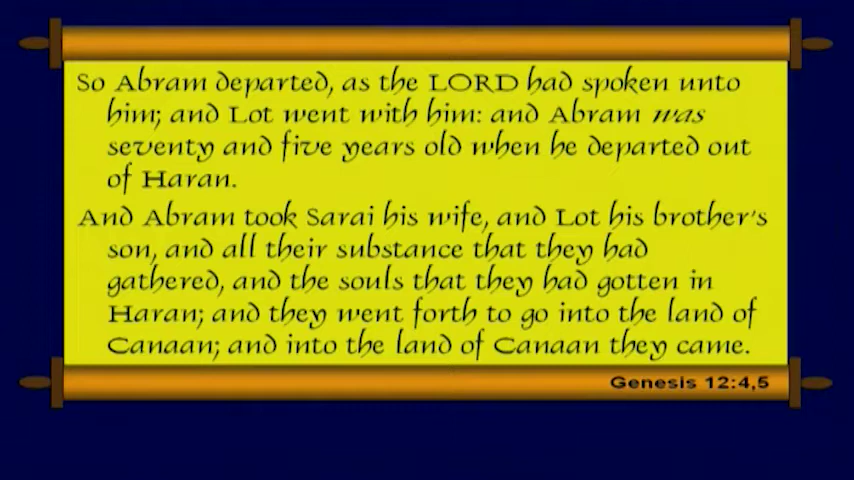 So Abram departed, as the LORD had spoken unto
him; and Lot went with him: and Abram was
seventy and five years old when he departed out
of Haran.
And Abram took Sarai his wife, and Lot his brother's
son, and all their substance that they had
gathered, and the souls that they had gotten in
Haran; and they went forth to go into the land of
Canaan; and into the land of Canaan they came.
Genesis 12:4,5